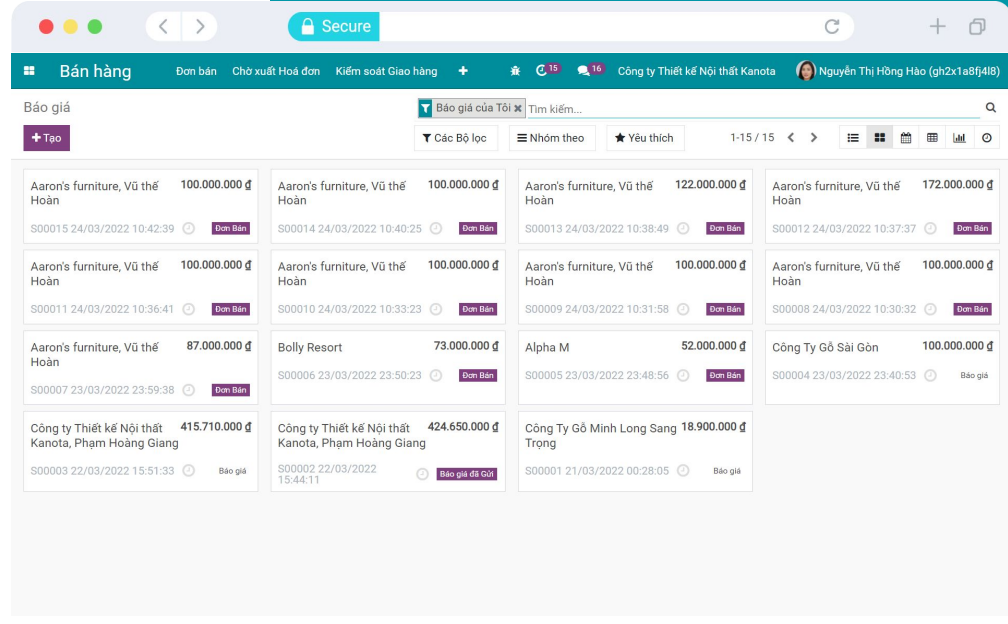 Secure
Bán hàng
Đơn bán Chờ xuất Hoá đơn Kiểm soát Giao hàng 15 16 Công ty Thiết kế Nội thất Kanota Nguyễn Thị Hồng Hào (gh2x1a8fj4l8)
Báo giá
Báo giá của Tôi Tìm kiếm...
Tạo
Các Bộ lọc Nhóm theo Yêu thích 1-15 / 15
Aaron's furniture, Vũ thế Hoàn 100.000.000 ₫
S00015 24/03/2022 10:42:39 Đơn Bán
Aaron's furniture, Vũ thế Hoàn 100.000.000 ₫
S00014 24/03/2022 10:40:25 Đơn Bán
Aaron's furniture, Vũ thế Hoàn 122.000.000 ₫
S00013 24/03/2022 10:38:49 Đơn Bán
Aaron's furniture, Vũ thế Hoàn 172.000.000 ₫
S00012 24/03/2022 10:37:37 Đơn Bán
Aaron's furniture, Vũ thế Hoàn 100.000.000 ₫
S00011 24/03/2022 10:36:41 Đơn Bán
Aaron's furniture, Vũ thế Hoàn 100.000.000 ₫
S00010 24/03/2022 10:33:23 Đơn Bán
Aaron's furniture, Vũ thế Hoàn 100.000.000 ₫
S00009 24/03/2022 10:31:58 Đơn Bán
Aaron's furniture, Vũ thế Hoàn 100.000.000 ₫
S00008 24/03/2022 10:30:32 Đơn Bán
Aaron's furniture, Vũ thế Hoàn 87.000.000 ₫
S00007 23/03/2022 23:59:38 Đơn Bán
Bolly Resort 73.000.000 ₫
S00006 23/03/2022 23:50:23 Đơn Bán
Alpha M 52.000.000 ₫
S00005 23/03/2022 23:48:56 Đơn Bán
Công Ty Gỗ Sài Gòn 100.000.000 ₫
S00004 23/03/2022 23:40:53 Báo giá
Công ty Thiết kế Nội thất Kanota, Phạm Hoàng Giang 415.710.000 ₫
S00003 22/03/2022 15:51:33 Báo giá
Công ty Thiết kế Nội thất Kanota, Phạm Hoàng Giang 424.650.000 ₫
S00002 22/03/2022 15:44:11 Báo giá đã Gửi
Công Ty Gỗ Minh Long Sang Trọng 18.900.000 ₫
S00001 21/03/2022 00:28:05 Báo giá